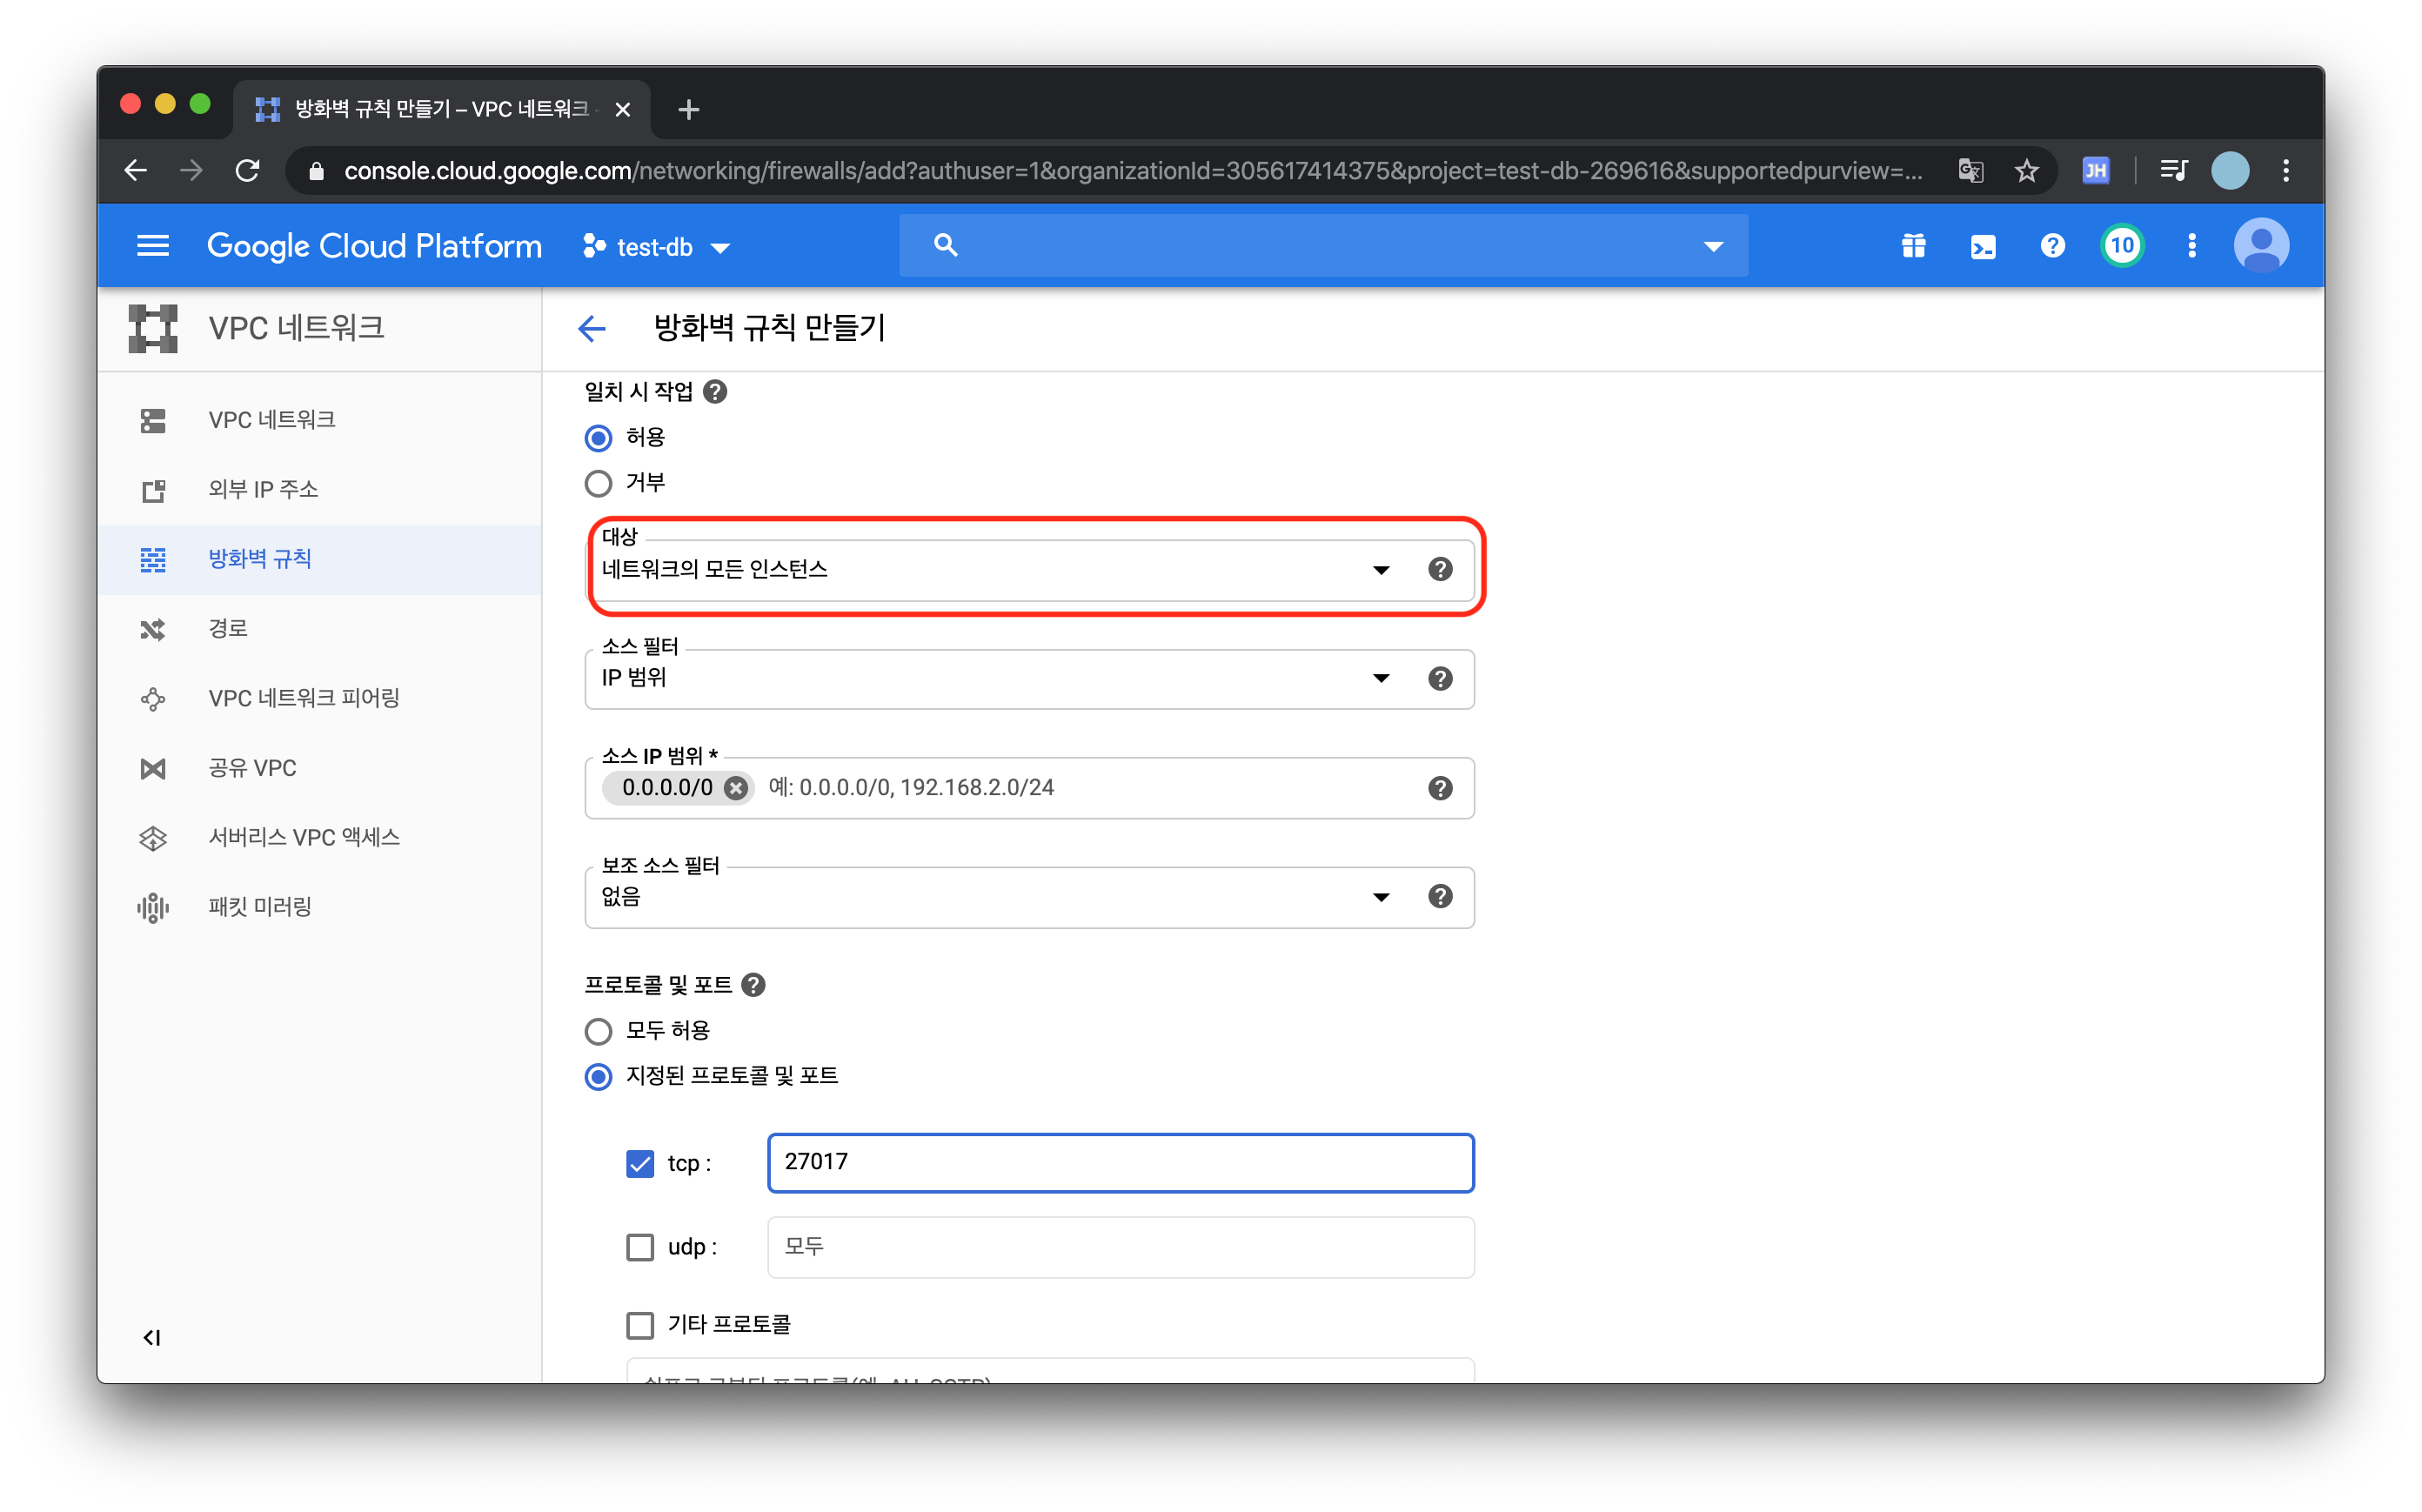 방화벽 규칙 만들기 – VPC 네트워크 -
console.cloud.google.com/networking/firewalls/add?authuser=1&organizationId=305617414375&project=test-db-269616&supportedpurview=...
JH
Google Cloud Platform
test-db
10
VPC 네트워크
방화벽 규칙 만들기
VPC 네트워크
외부 IP 주소
방화벽 규칙
경로
VPC 네트워크 피어링
공유 VPC
서버리스 VPC 액세스
패킷 미러링
일치 시 작업
허용
거부
대상
네트워크의 모든 인스턴스
소스 필터
IP 범위
소스 IP 범위 *
0.0.0.0/0 예: 0.0.0.0/0, 192.168.2.0/24
보조 소스 필터
없음
프로토콜 및 포트
모두 허용
지정된 프로토콜 및 포트
tcp : 27017
udp : 모두
기타 프로토콜